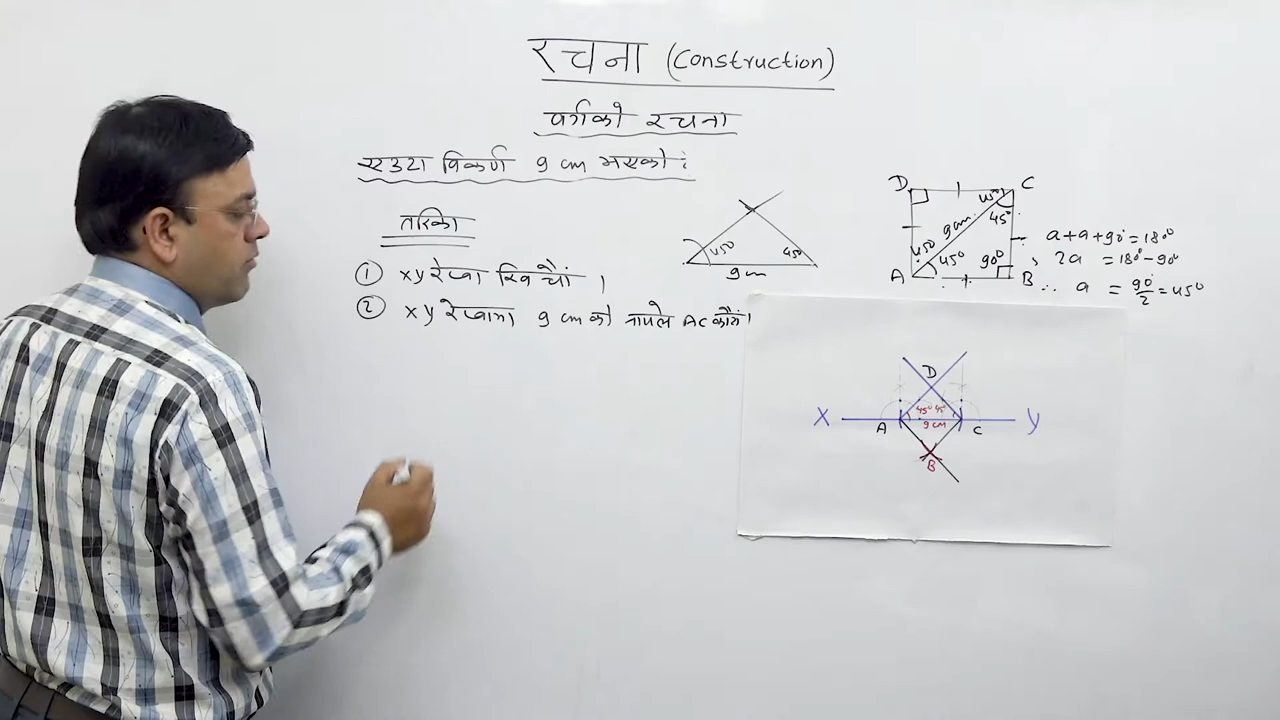 रचना (Construction)
वर्गको रचना
एउटा विकर्ण 9 cm भएको :
तरिका
① xy रेखा खिचौं ।
② xy रेखामा 9 cm को नापले AC काटौं ।
45° 45°
9 cm
D C
45° 45°
9 cm.
45° 45° 90°
A B
a + a + 90° = 180°
, 2a = 180° - 90°
∴ a = 90°/2 = 45°
D
45° 45°
X A 9 cm C Y
B